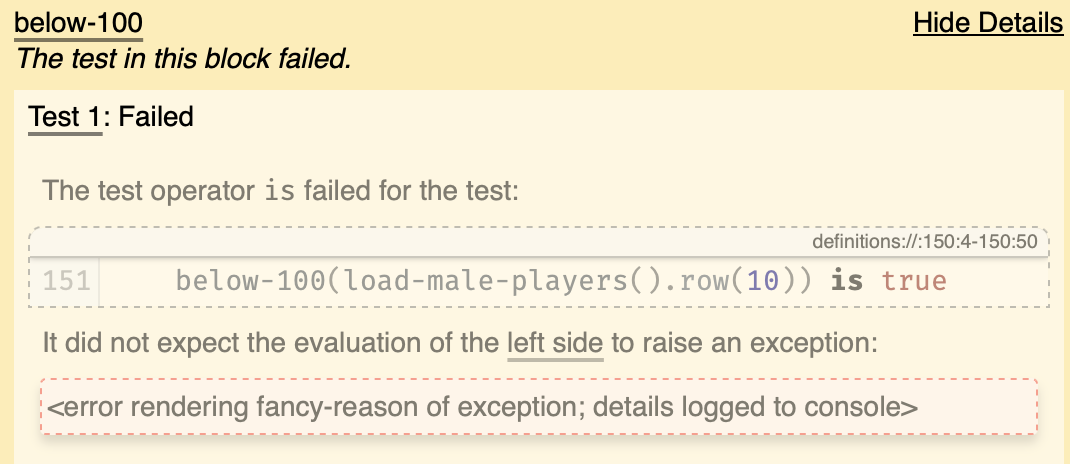 below-100 Hide Details
The test in this block failed.
Test 1: Failed
The test operator is failed for the test:
definitions://:150:4-150:50
151 below-100(load-male-players().row(10)) is true
It did not expect the evaluation of the left side to raise an exception:
<error rendering fancy-reason of exception; details logged to console>